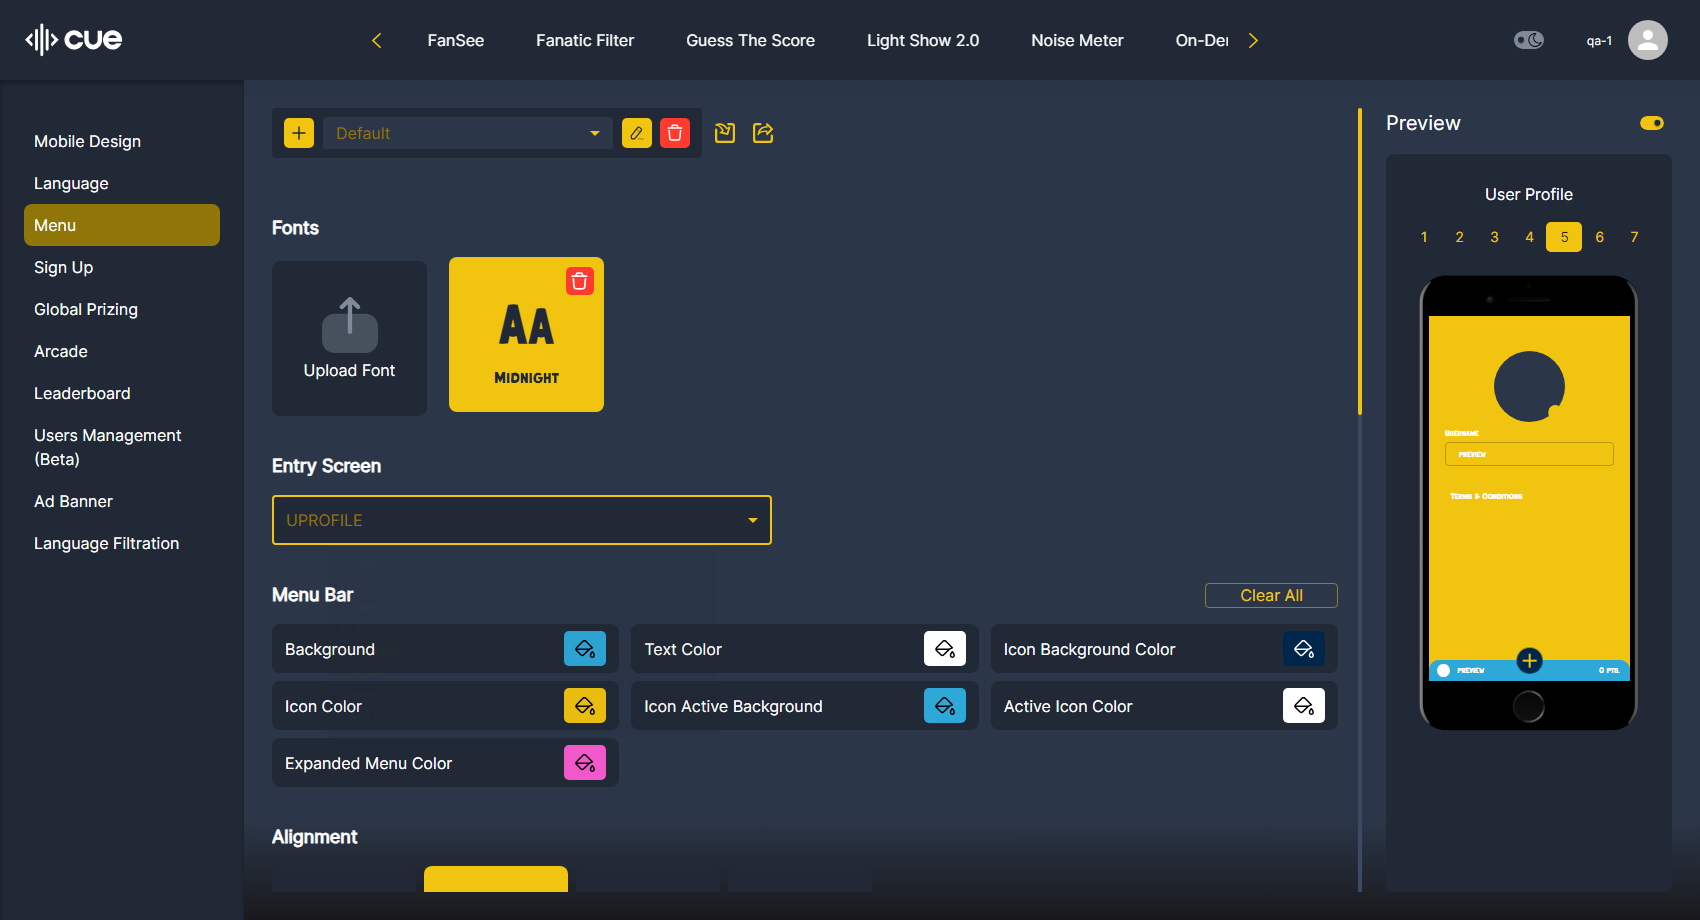 cue
FanSee
Fanatic Filter
Guess The Score
Light Show 2.0
Noise Meter
On-Der
qa-1
Mobile Design
Language
Menu
Sign Up
Global Prizing
Arcade
Leaderboard
Users Management
(Beta)
Ad Banner
Language Filtration
Default
Fonts
Upload Font
AA
MIDNIGHT
Entry Screen
UPROFILE
Menu Bar
Clear All
Background
Text Color
Icon Background Color
Icon Color
Icon Active Background
Active Icon Color
Expanded Menu Color
Alignment
Preview
User Profile
1 2 3 4 5 6 7
USERNAME
PREVIEW
TERMS & CONDITIONS
PREVIEW
0 PTS.